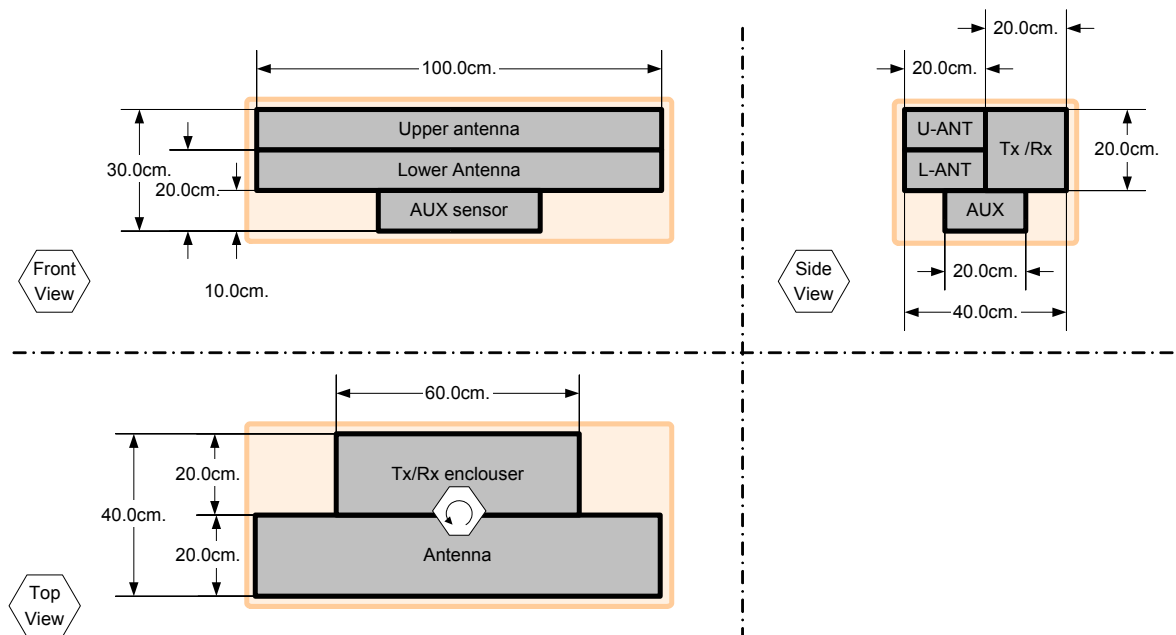 100.0cm.
Upper antenna
Lower Antenna
AUX sensor
30.0cm.
20.0cm.
10.0cm.
Front
View
20.0cm.
20.0cm.
U-ANT
L-ANT
Tx /Rx
20.0cm.
AUX
20.0cm.
40.0cm.
Side
View
60.0cm.
20.0cm.
Tx/Rx enclouser
40.0cm.
20.0cm.
Antenna
Top
View